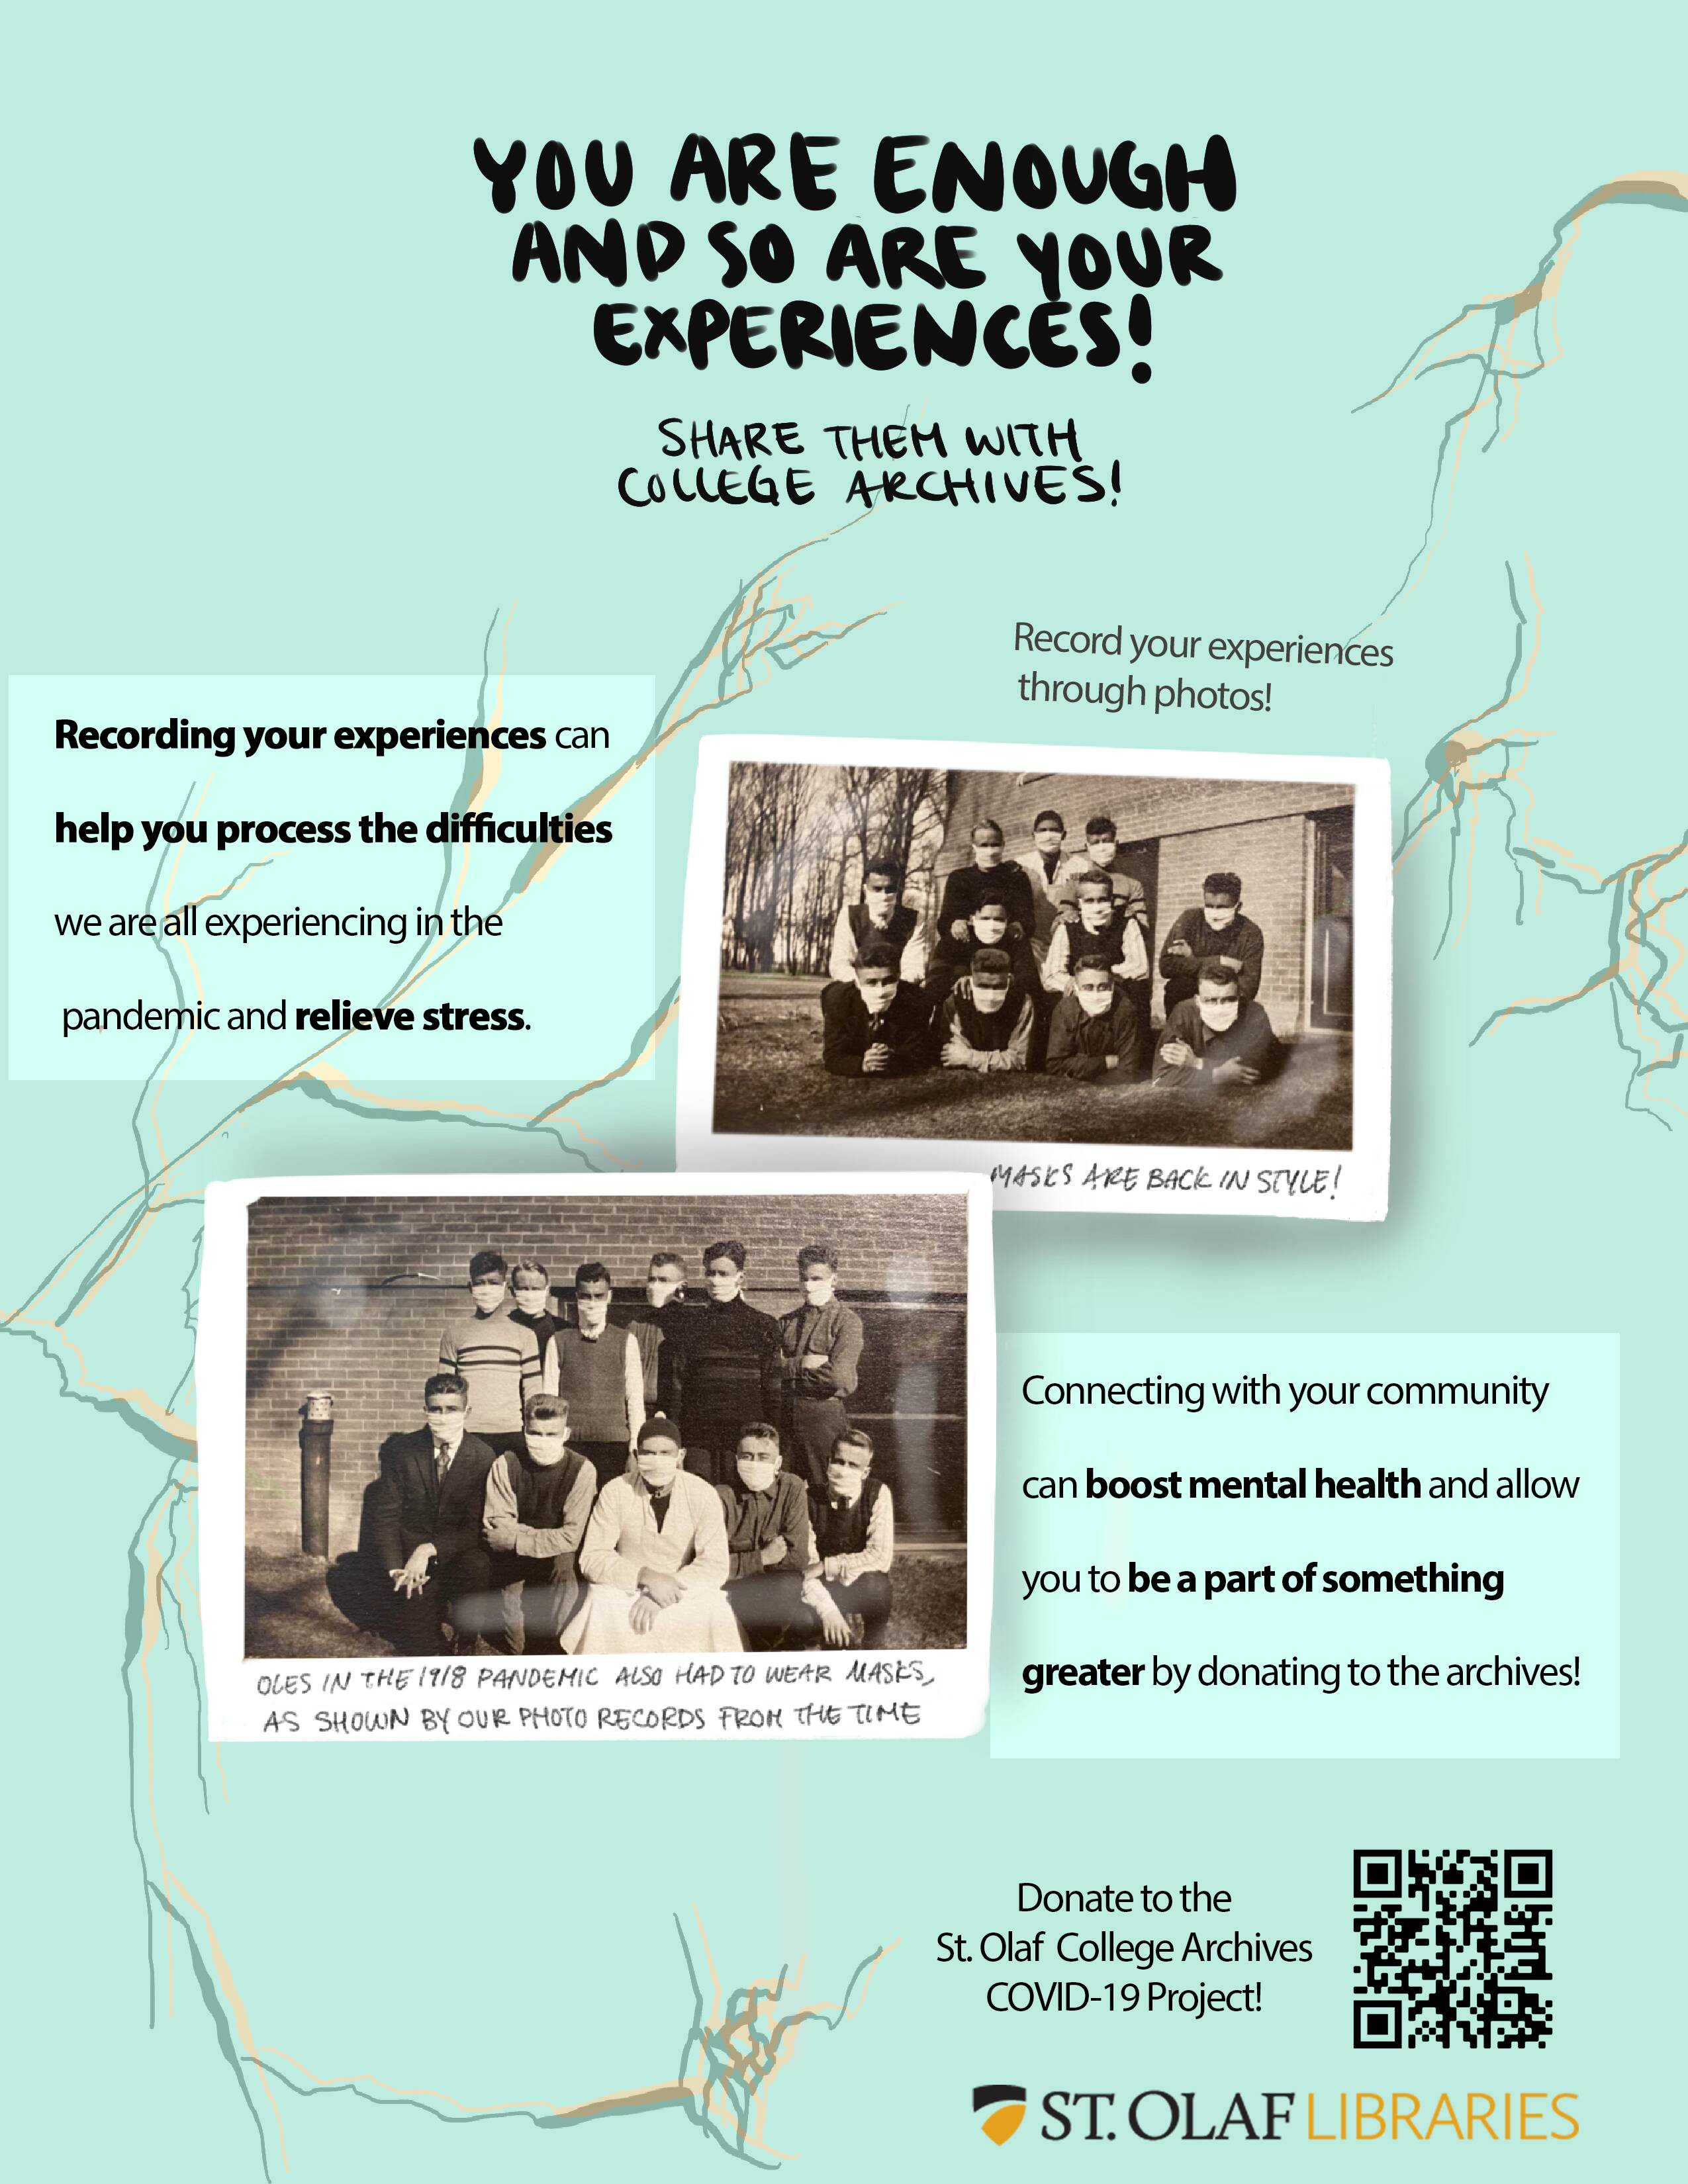 YOU ARE ENOUGH
AND SO ARE YOUR
EXPERIENCES!
SHARE THEM WITH
COLLEGE ARCHIVES!
Record your experiences
through photos!
Recording your experiences can
help you process the difficulties
we are all experiencing in the
pandemic and relieve stress.
MASKS ARE BACK IN STYLE!
OLES IN THE 1918 PANDEMIC ALSO HAD TO WEAR MASKS,
AS SHOWN BY OUR PHOTO RECORDS FROM THE TIME
Connecting with your community
can boost mental health and allow
you to be a part of something
greater by donating to the archives!
Donate to the
St. Olaf College Archives
COVID-19 Project!
ST. OLAF LIBRARIES